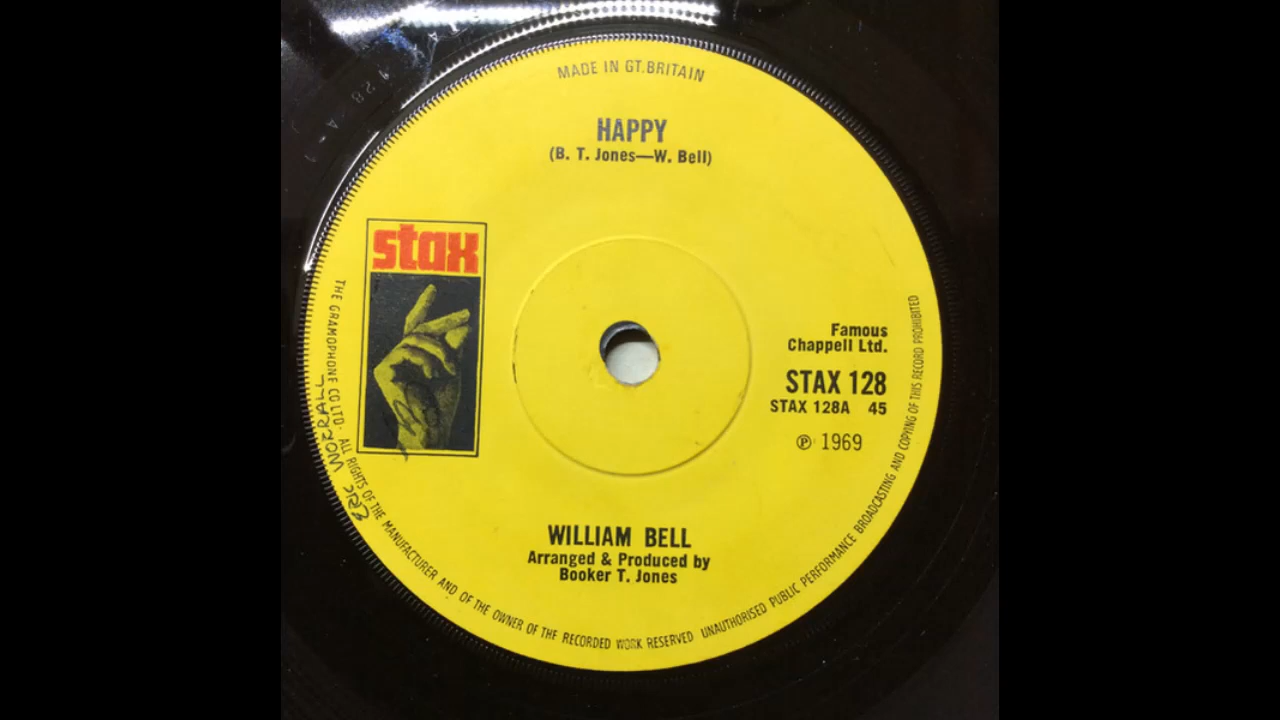 MADE IN GT.BRITAIN
HAPPY
(B. T. Jones—W. Bell)
stax
Famous
Chappell Ltd.
STAX 128
STAX 128A 45
℗ 1969
WILLIAM BELL
Arranged & Produced by
Booker T. Jones
THE GRAMOPHONE CO LTD· ALL RIGHTS OF THE MANUFACTURER AND OF THE OWNER OF THE RECORDED WORK RESERVED UNAUTHORISED PUBLIC PERFORMANCE BROADCASTING AND COPYING OF THIS RECORD PROHIBITED
ERIC WORRALL